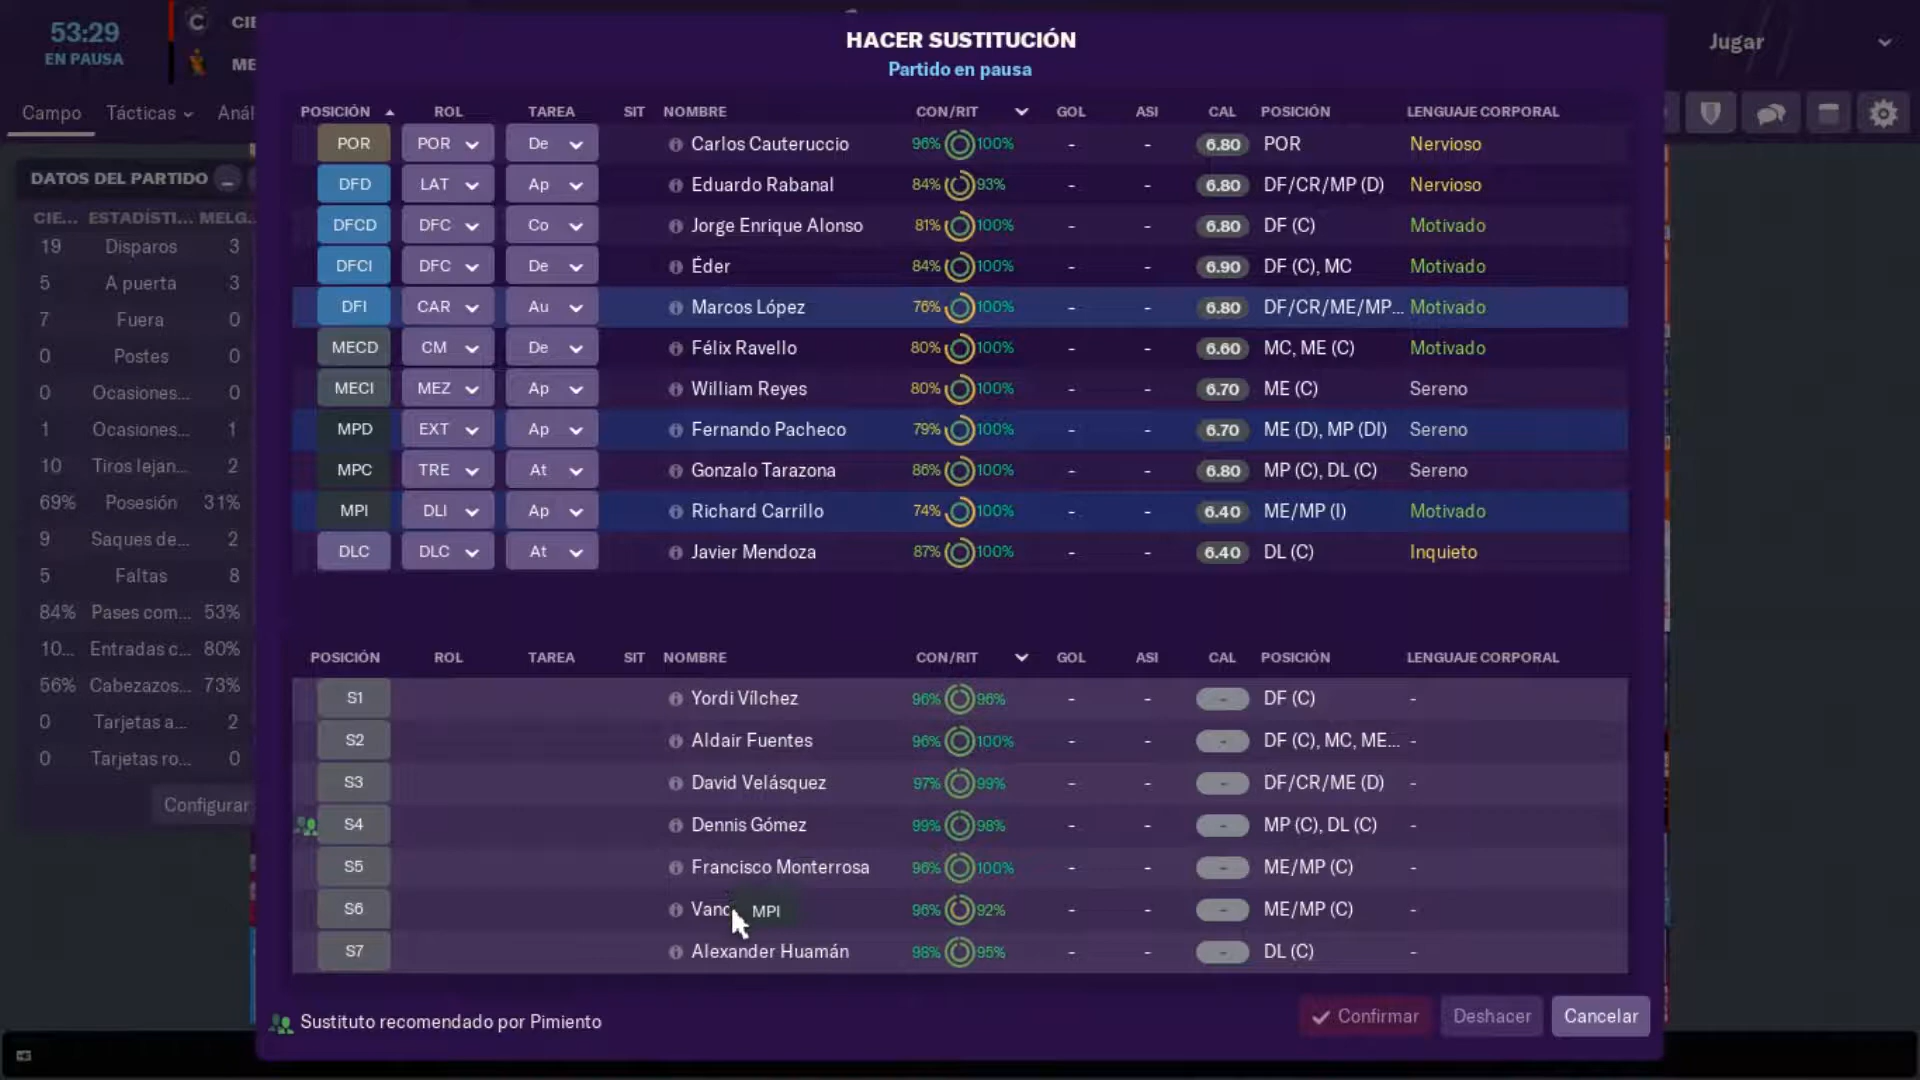 53:29
EN PAUSA
C CIE
ME
Jugar
HACER SUSTITUCIÓN
Partido en pausa
Campo Tácticas Anál
DATOS DEL PARTIDO
CIE... ESTADÍSTI... MELG...
19 Disparos 3
5 A puerta 3
7 Fuera 0
0 Postes 0
0 Ocasiones... 0
1 Ocasiones... 1
10 Tiros lejan... 2
69% Posesión 31%
9 Saques de... 2
5 Faltas 8
84% Pases com... 53%
10... Entradas c... 80%
56% Cabezazos... 73%
0 Tarjetas a... 2
0 Tarjetas ro... 0
Configurar
POSICIÓN ROL TAREA SIT NOMBRE CON/RIT GOL ASI CAL POSICIÓN LENGUAJE CORPORAL
POR POR De Carlos Cauteruccio 96% 100% - - 6.80 POR Nervioso
DFD LAT Ap Eduardo Rabanal 84% 93% - - 6.80 DF/CR/MP (D) Nervioso
DFCD DFC Co Jorge Enrique Alonso 81% 100% - - 6.80 DF (C) Motivado
DFCI DFC De Éder 84% 100% - - 6.90 DF (C), MC Motivado
DFI CAR Au Marcos López 76% 100% - - 6.80 DF/CR/ME/MP... Motivado
MECD CM De Félix Ravello 80% 100% - - 6.60 MC, ME (C) Motivado
MECI MEZ Ap William Reyes 80% 100% - - 6.70 ME (C) Sereno
MPD EXT Ap Fernando Pacheco 79% 100% - - 6.70 ME (D), MP (DI) Sereno
MPC TRE At Gonzalo Tarazona 86% 100% - - 6.80 MP (C), DL (C) Sereno
MPI DLI Ap Richard Carrillo 74% 100% - - 6.40 ME/MP (I) Motivado
DLC DLC At Javier Mendoza 87% 100% - - 6.40 DL (C) Inquieto
POSICIÓN ROL TAREA SIT NOMBRE CON/RIT GOL ASI CAL POSICIÓN LENGUAJE CORPORAL
S1 Yordi Vílchez 96% 96% - - - DF (C) -
S2 Aldair Fuentes 96% 100% - - - DF (C), MC, ME... -
S3 David Velásquez 97% 99% - - - DF/CR/ME (D) -
S4 Dennis Gómez 99% 98% - - - MP (C), DL (C) -
S5 Francisco Monterrosa 96% 100% - - - ME/MP (C) -
S6 Vand MPI 96% 92% - - - ME/MP (C) -
S7 Alexander Huamán 98% 95% - - - DL (C) -
Sustituto recomendado por Pimiento
Confirmar Deshacer Cancelar